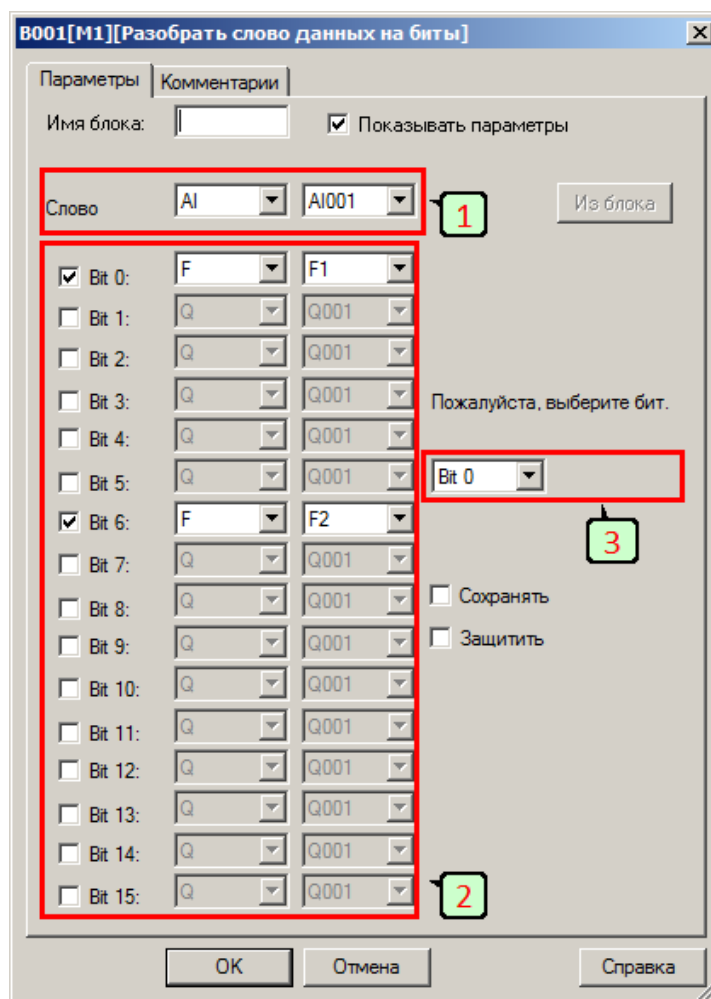 B001[M1][Разобрать слово данных на биты]
Параметры Комментарии
Имя блока: Показывать параметры
Слово AI AI001 1 Из блока
Bit 0: F F1
Bit 1: Q Q001
Bit 2: Q Q001
Bit 3: Q Q001 Пожалуйста, выберите бит.
Bit 4: Q Q001
Bit 5: Q Q001 Bit 0
Bit 6: F F2 3
Bit 7: Q Q001
Bit 8: Q Q001 Сохранять
Bit 9: Q Q001 Защитить
Bit 10: Q Q001
Bit 11: Q Q001
Bit 12: Q Q001
Bit 13: Q Q001
Bit 14: Q Q001
Bit 15: Q Q001 2
OK Отмена Справка